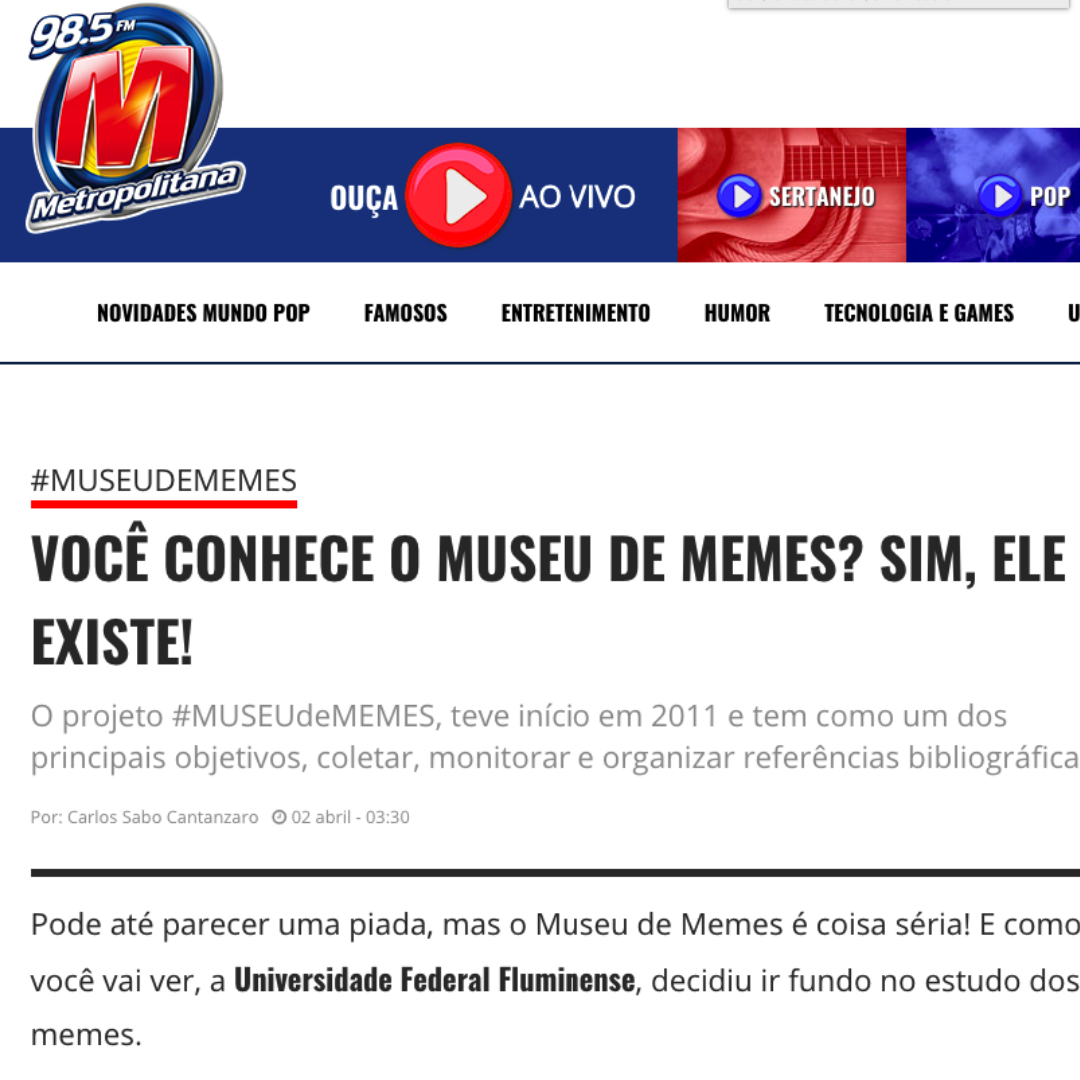 98.5 FM
M
Metropolitana
OUÇA AO VIVO
SERTANEJO
POP
NOVIDADES MUNDO POP FAMOSOS ENTRETENIMENTO HUMOR TECNOLOGIA E GAMES U
#MUSEUDEMEMES
VOCÊ CONHECE O MUSEU DE MEMES? SIM, ELE
EXISTE!
O projeto #MUSEUdeMEMES, teve início em 2011 e tem como um dos
principais objetivos, coletar, monitorar e organizar referências bibliográfica
Por: Carlos Sabo Cantanzaro 02 abril - 03:30
Pode até parecer uma piada, mas o Museu de Memes é coisa séria! E como
você vai ver, a Universidade Federal Fluminense, decidiu ir fundo no estudo dos
memes.